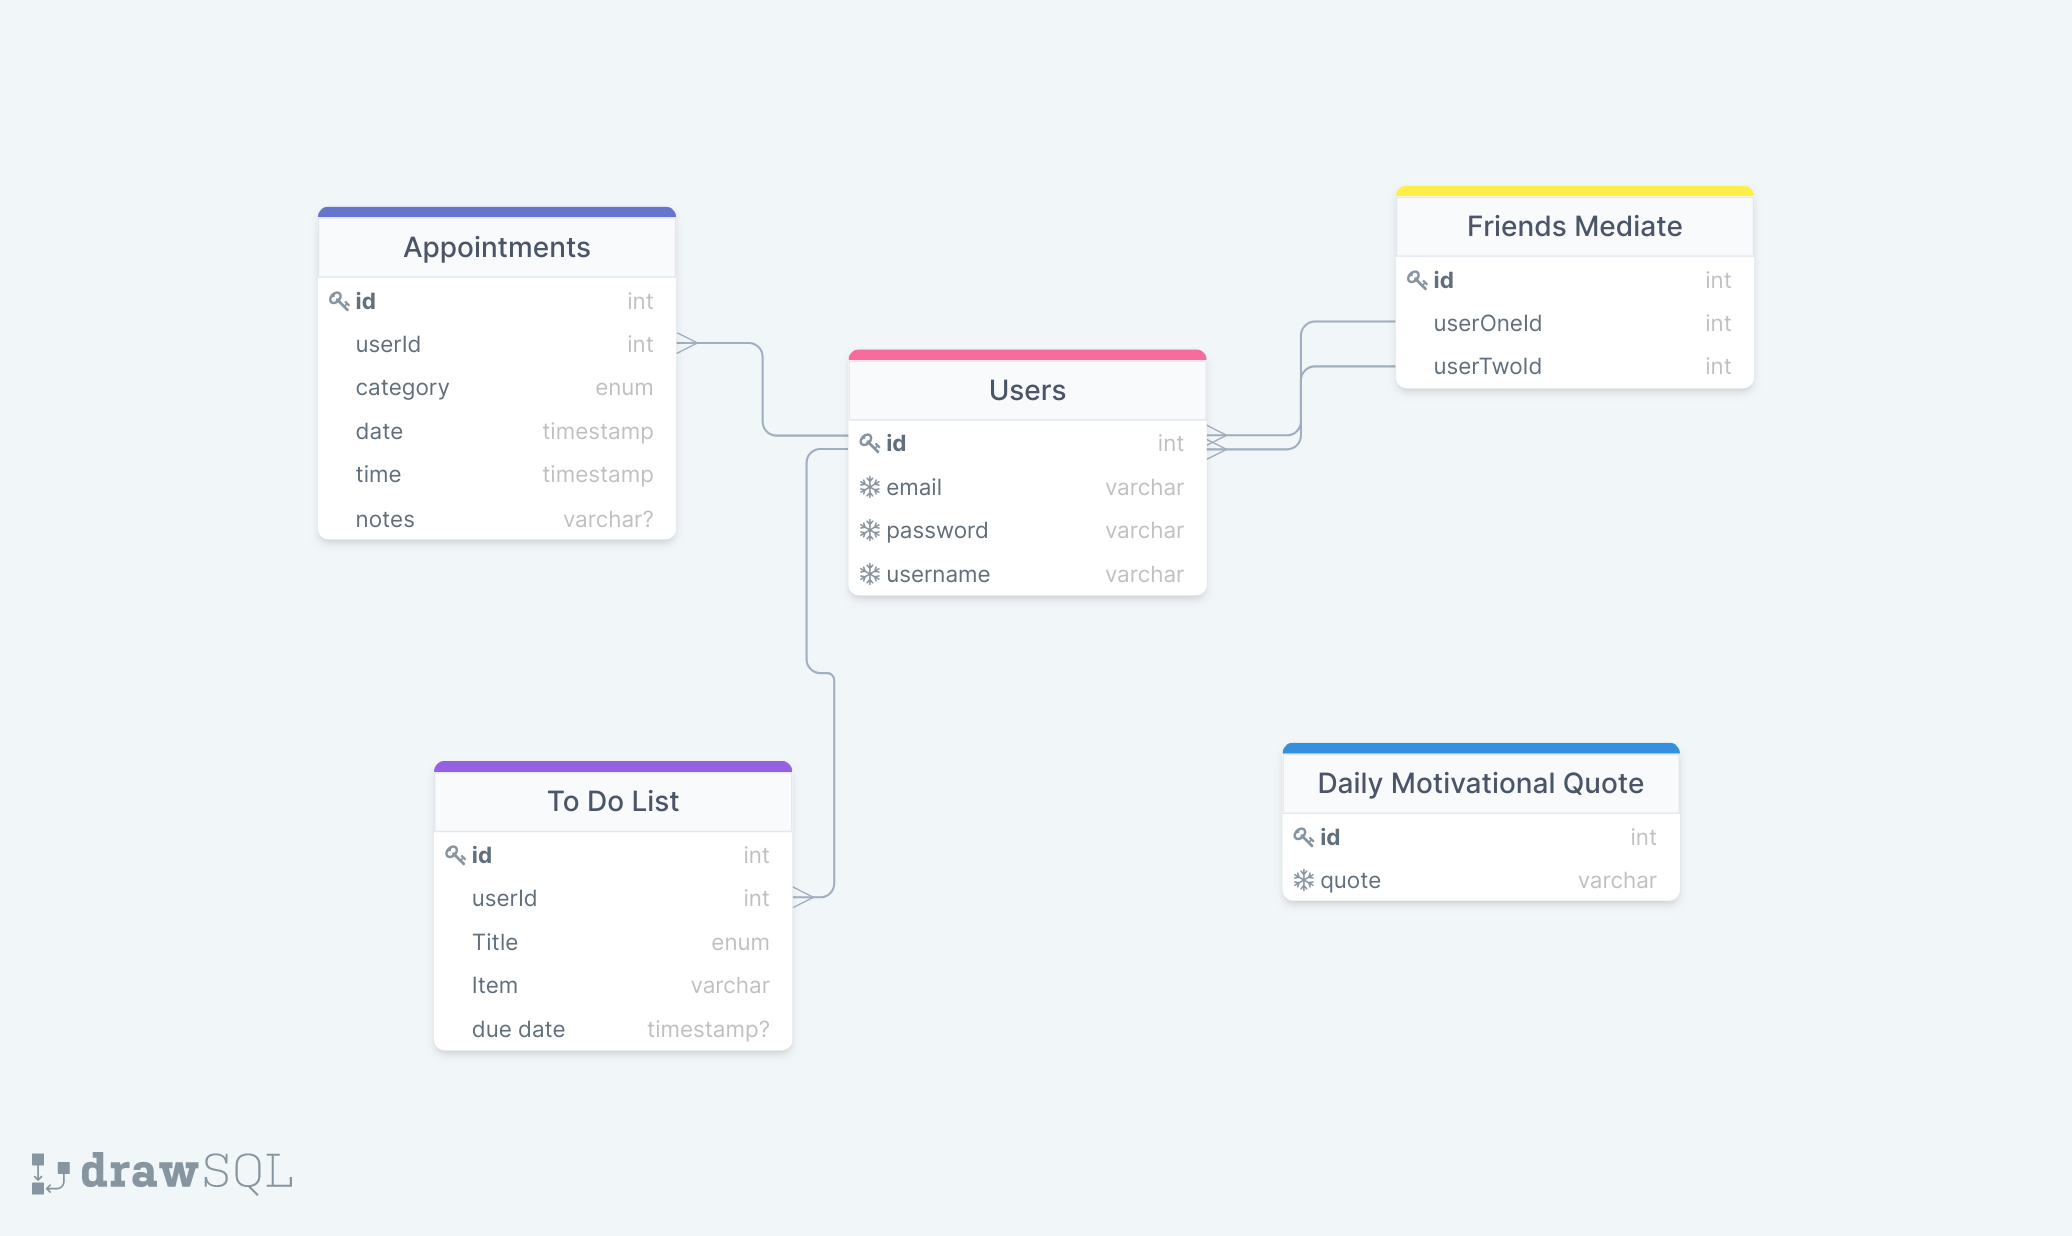 Appointments
id int
userId int
category enum
date timestamp
time timestamp
notes varchar?
Users
id int
email varchar
password varchar
username varchar
Friends Mediate
id int
userOneId int
userTwoId int
To Do List
id int
userId int
Title enum
Item varchar
due date timestamp?
Daily Motivational Quote
id int
quote varchar
drawSQL